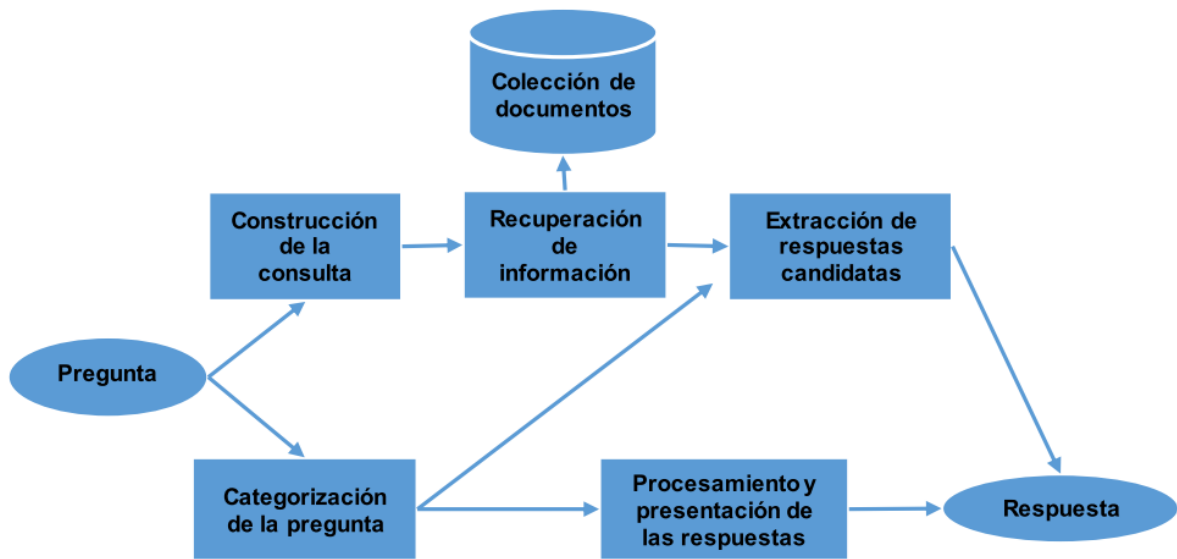 Colección de
documentos
Construcción
de la
consulta
Recuperación
de
información
Extracción de
respuestas
candidatas
Pregunta
Categorización
de la pregunta
Procesamiento y
presentación de
las respuestas
Respuesta